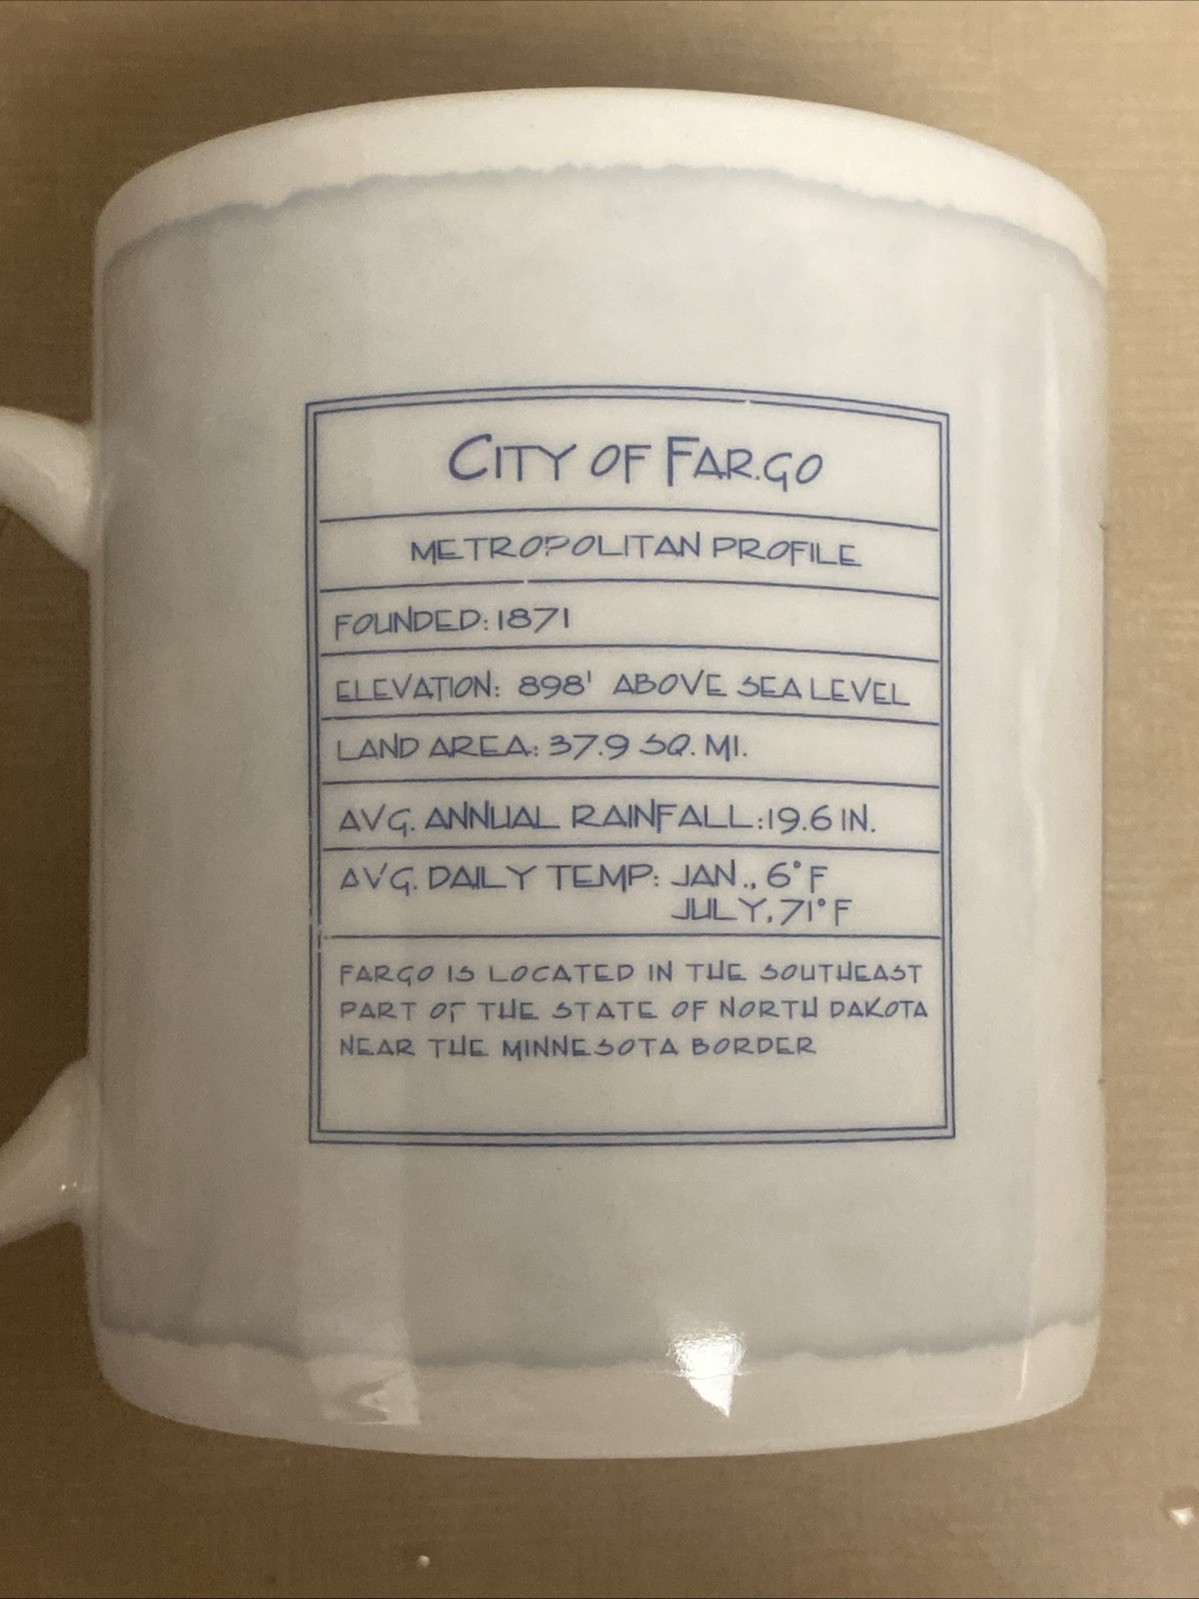 CITY OF FARGO
METROPOLITAN PROFILE
FOUNDED: 1871
ELEVATION: 898' ABOVE SEA LEVEL
LAND AREA: 37.9 SQ. MI.
AVG. ANNUAL RAINFALL: 19.6 IN.
AVG. DAILY TEMP: JAN., 6°F
JULY, 71°F
FARGO IS LOCATED IN THE SOUTHEAST
PART OF THE STATE OF NORTH DAKOTA
NEAR THE MINNESOTA BORDER